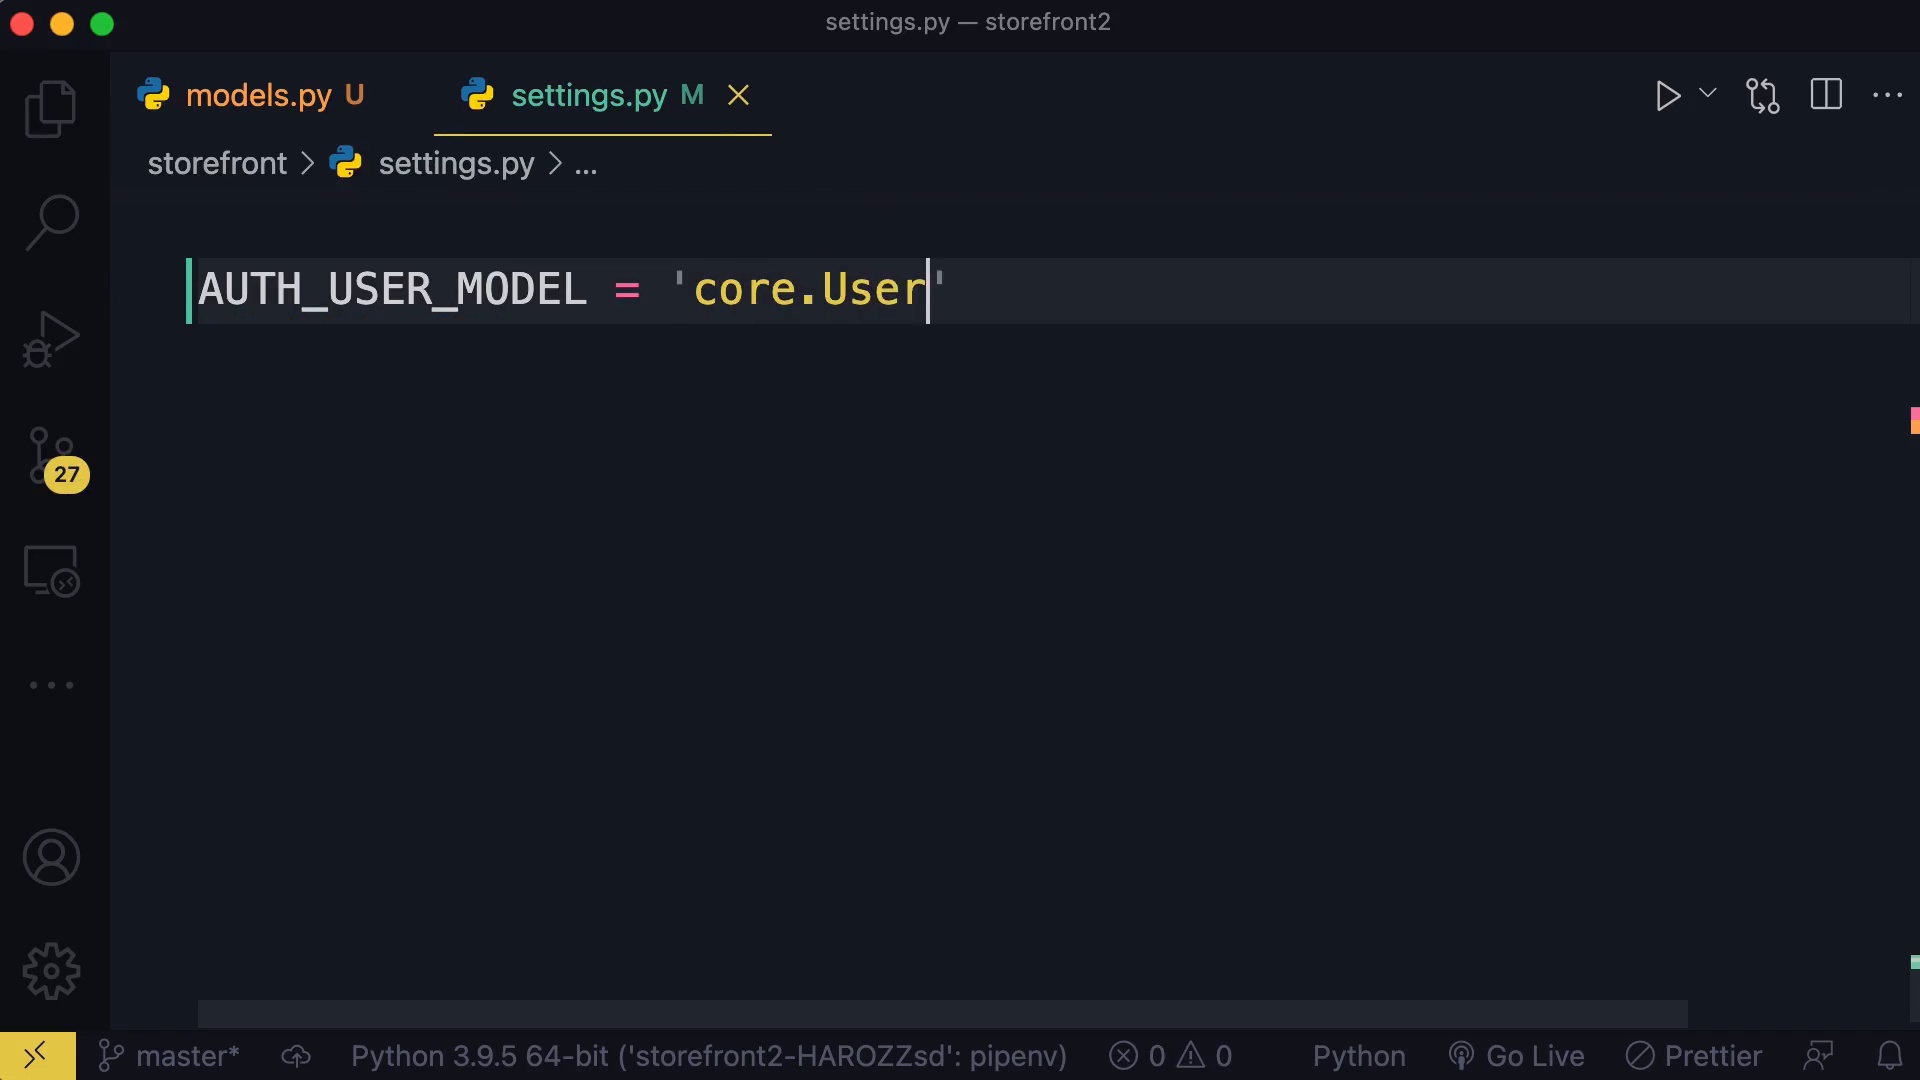 settings.py — storefront2
models.py U settings.py M
storefront > settings.py > ...
AUTH_USER_MODEL = 'core.User'
27
master* Python 3.9.5 64-bit ('storefront2-HAROZZsd': pipenv) 0 0 Python Go Live Prettier